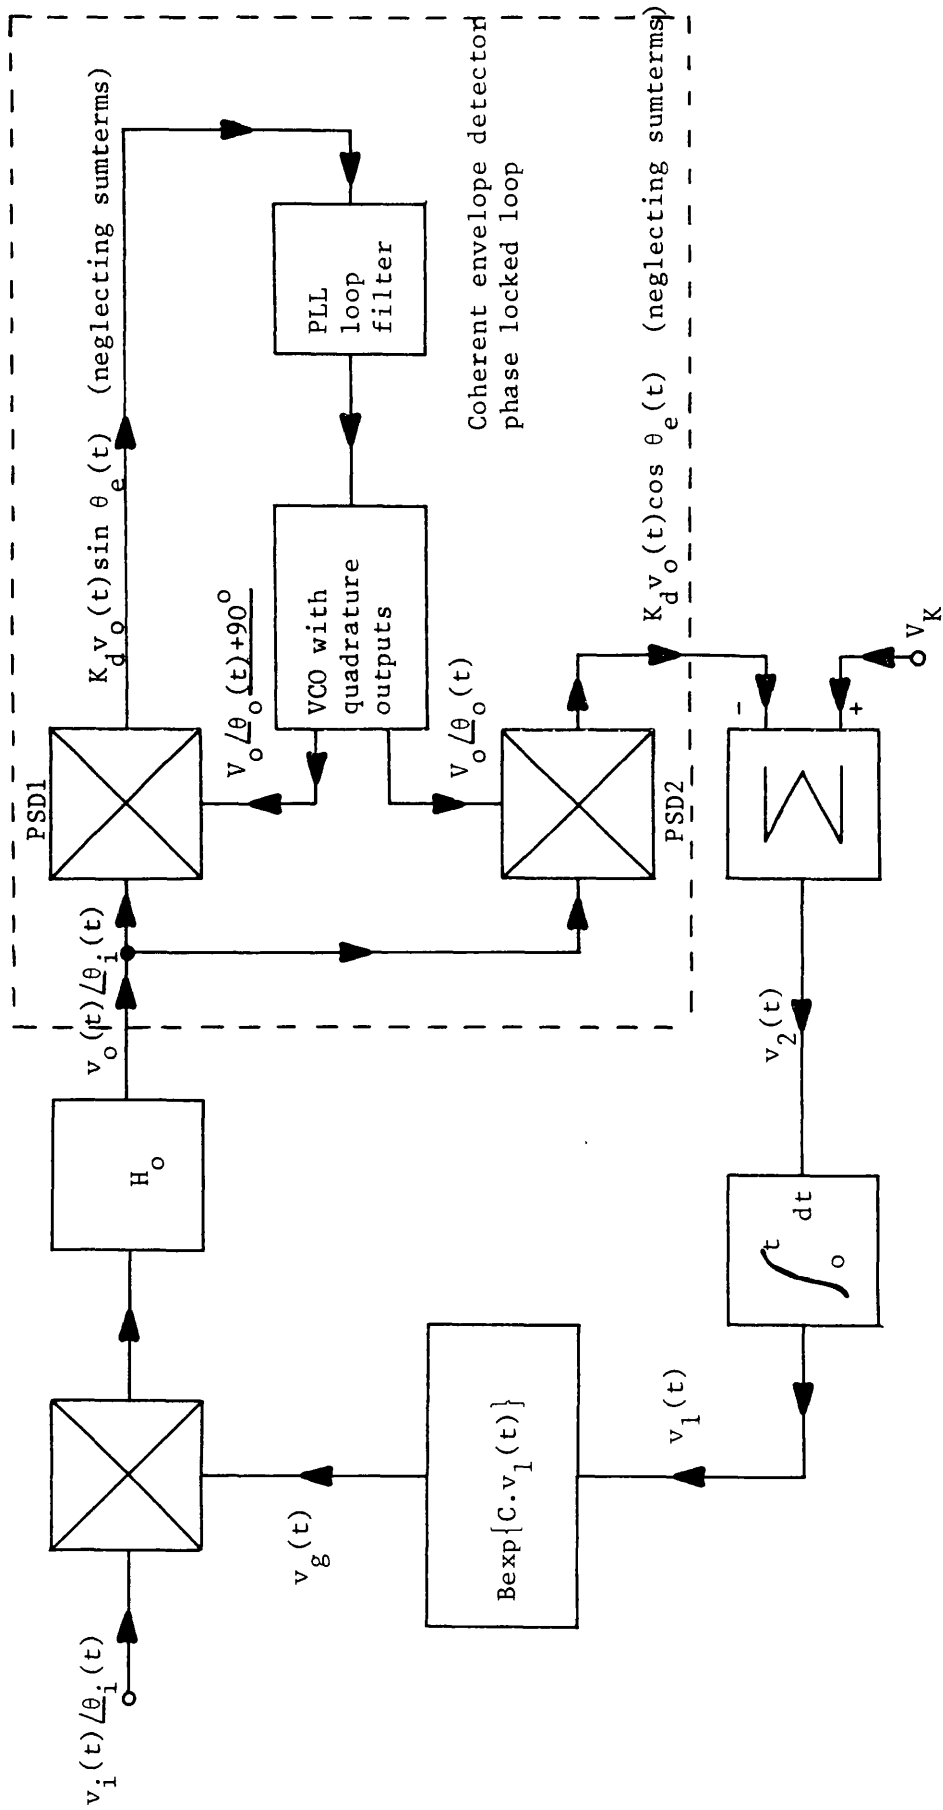 v_i(t)/θ_i(t)
H_o
v_o(t)/θ_i(t)
PSD1
K_d v_o(t)sin θ_e(t) (neglecting sumterms)
V_o/θ_o(t)+90°
VCO with
quadrature
outputs
PLL
loop
filter
V_o/θ_o(t)
Coherent envelope detector
phase locked loop
PSD2
K_d v_o(t)cos θ_e(t) (neglecting sumterms)
v_g(t)
Bexp{C.v_1(t)}
v_1(t)
∫_o^t dt
v_2(t)
Σ
-
+
V_K